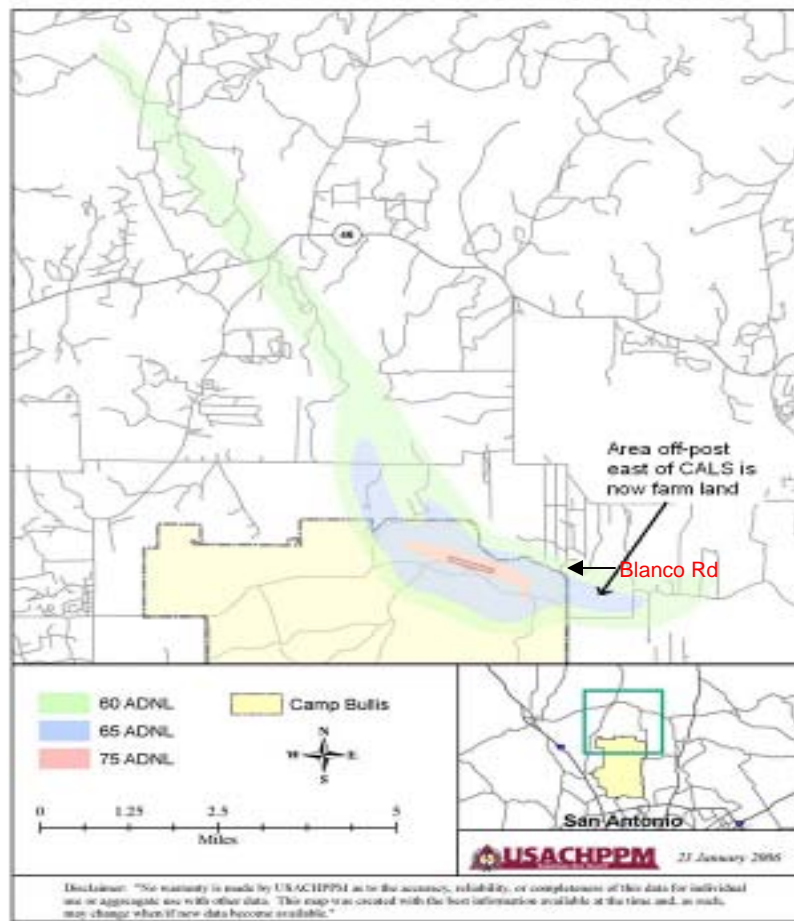 46
Area off-post
east of CALS is
now farm land
Blanco Rd
60 ADNL
65 ADNL
75 ADNL
Camp Bullis
N
W E
S
0 1.25 2.5 5
Miles
San Antonio
USACHPPM
23 January 2006
Disclaimer: "No warranty is made by USACHPPM as to the accuracy, reliability, or completeness of this data for individual
use or aggregate use with other data. This map was created with the best information available at the time and, as such,
may change when if new data become available."